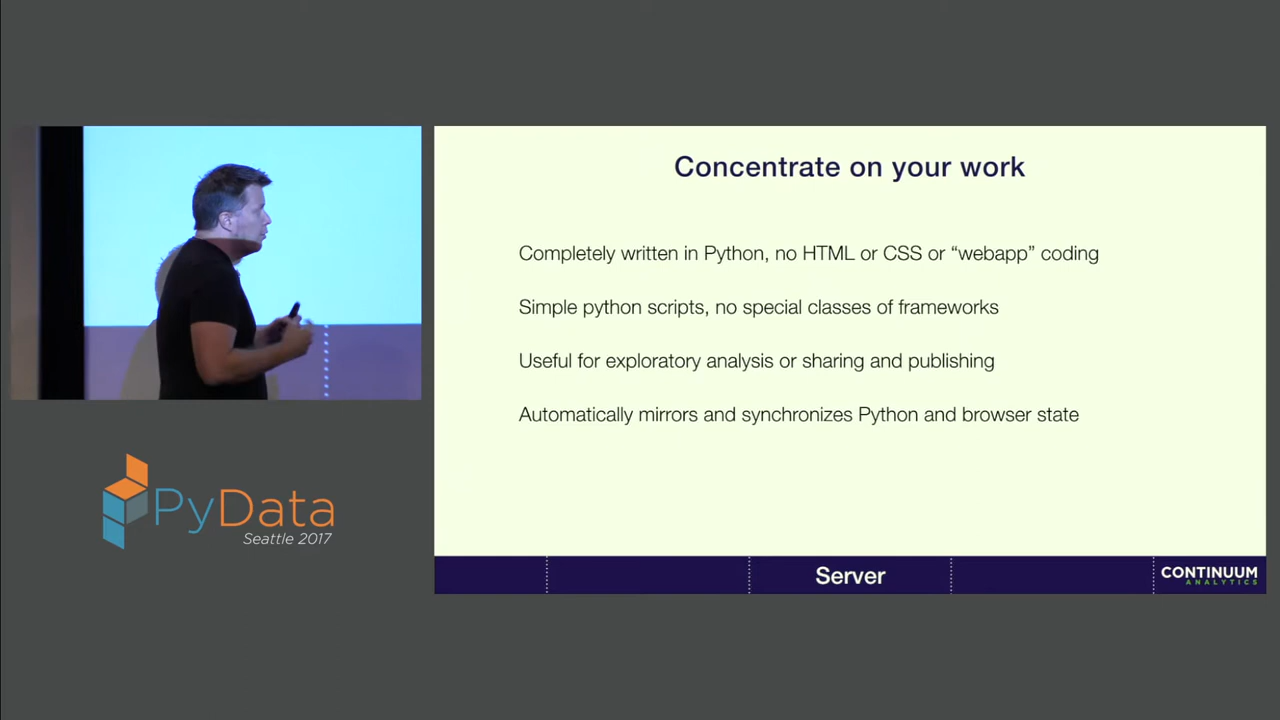 Concentrate on your work
Completely written in Python, no HTML or CSS or “webapp” coding
Simple python scripts, no special classes of frameworks
Useful for exploratory analysis or sharing and publishing
Automatically mirrors and synchronizes Python and browser state
Server
CONTINUUM
ANALYTICS
PyData
Seattle 2017